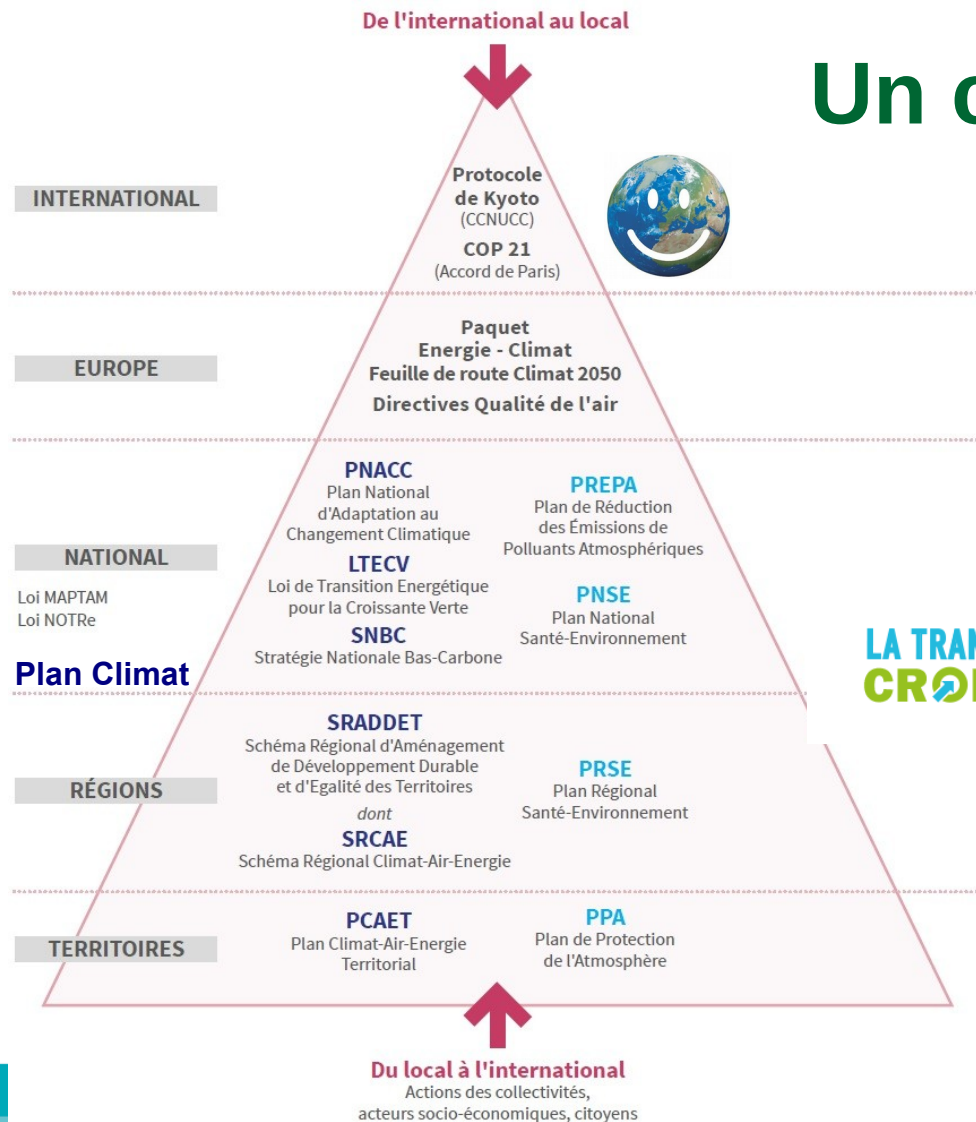 De l'international au local
Un
INTERNATIONAL
Protocole
de Kyoto
(CCNUCC)
COP 21
(Accord de Paris)
EUROPE
Paquet
Energie - Climat
Feuille de route Climat 2050
Directives Qualité de l'air
NATIONAL
Loi MAPTAM
Loi NOTRe
Plan Climat
PNACC
Plan National
d'Adaptation au
Changement Climatique
LTECV
Loi de Transition Energétique
pour la Croissante Verte
SNBC
Stratégie Nationale Bas-Carbone
PREPA
Plan de Réduction
des Émissions de
Polluants Atmosphériques
PNSE
Plan National
Santé-Environnement
LA
RÉGIONS
SRADDET
Schéma Régional d'Aménagement
de Développement Durable
et d'Egalité des Territoires
dont
SRCAE
Schéma Régional Climat-Air-Energie
PRSE
Plan Régional
Santé-Environnement
TERRITOIRES
PCAET
Plan Climat-Air-Energie
Territorial
PPA
Plan de Protection
de l'Atmosphère
Du local à l'international
Actions des collectivités,
acteurs socio-économiques, citoyens